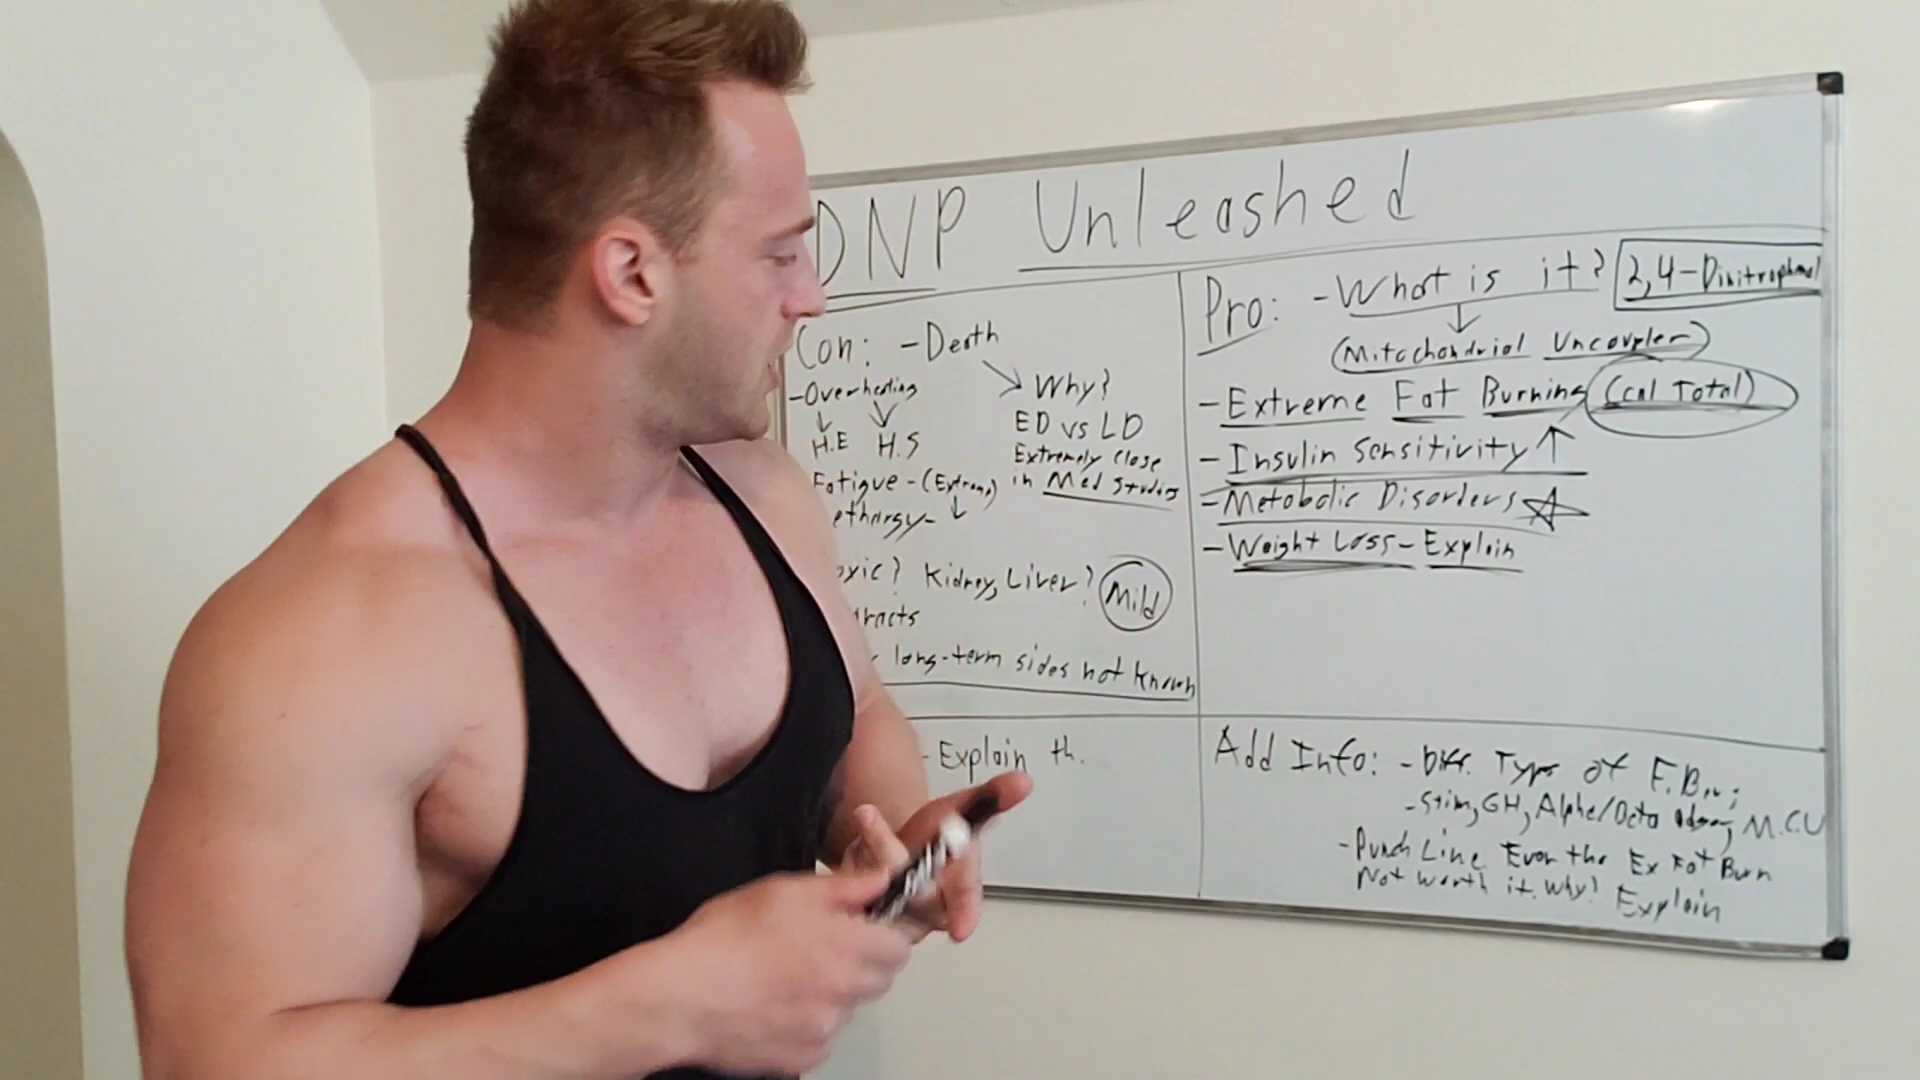 DNP Unleashed
Con: - Death
Why?
- Overheating
H.E H.S
ED vs LD
Extremely Close
in Med Studies
Fatigue - (Extreme)
ethargy -
oxic? Kidney, Liver? Mild
racts
long-term sides not known
- Explain th.
Pro: - What is it? 2,4-Dinitrophenol
(Mitochondrial Uncoupler)
- Extreme Fat Burning (Cal Total)
- Insulin Sensitivity ↑
- Metabolic Disorders ☆
- Weight Loss - Explain
Add Info: - Diff. Types of F.
- Stim, GH, Alpha/Octo M.C.U
- Punch Line Even the Ex Fat Burn
Not worth it. Why? Explain